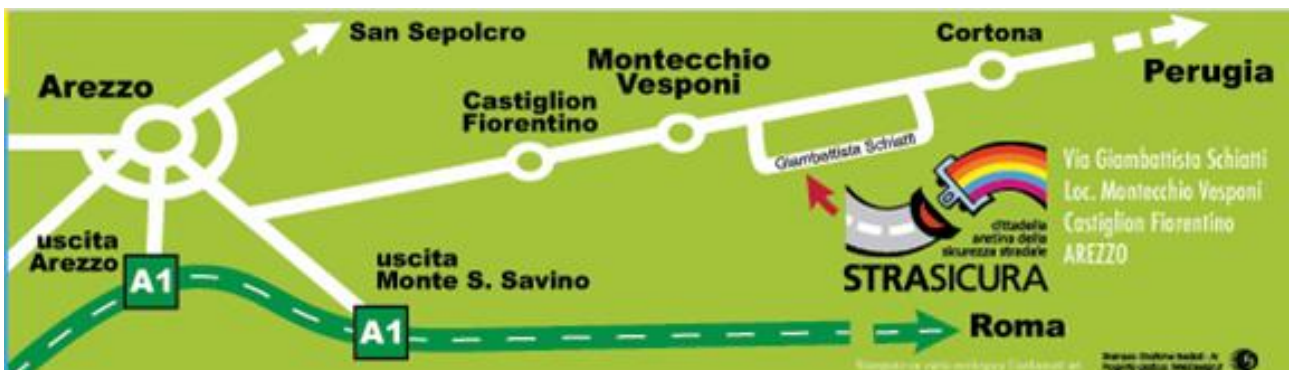 San Sepolcro
Arezzo
Castiglion
Fiorentino
Montecchio
Vesponi
Cortona
Perugia
Giambattista Schiatti
Via Giambattista Schiatti
Loc. Montecchio Vesponi
Castiglion Fiorentino
AREZZO
cittadella
aretina della
sicurezza stradale
STRASICURA
uscita
Arezzo
A1
uscita
Monte S. Savino
A1
Roma